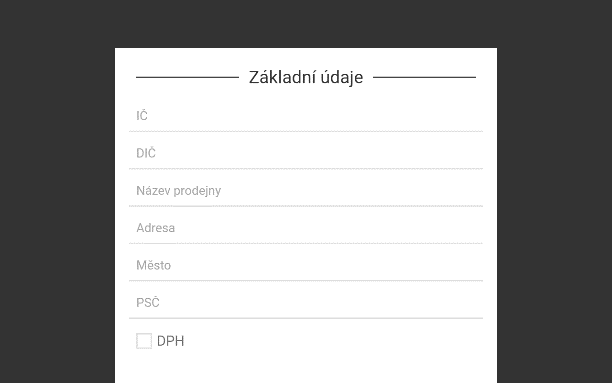 Základní údaje
IČ
DIČ
Název prodejny
Adresa
Město
PSČ
DPH